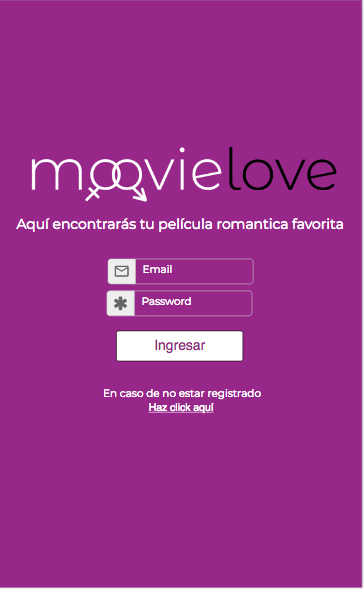 moovielove
Aquí encontrarás tu película romantica favorita
Email
Password
Ingresar
En caso de no estar registrado
Haz click aquí